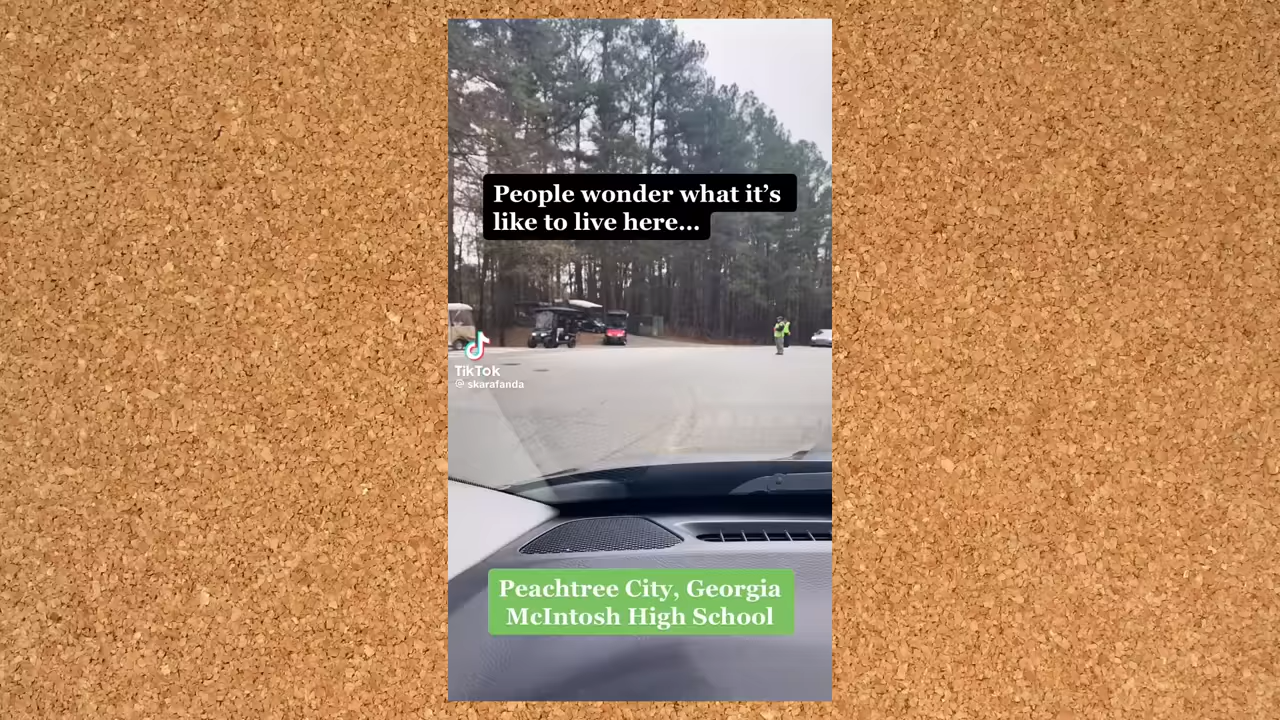 People wonder what it's
like to live here...
TikTok
@skarafanda
Peachtree City, Georgia
McIntosh High School